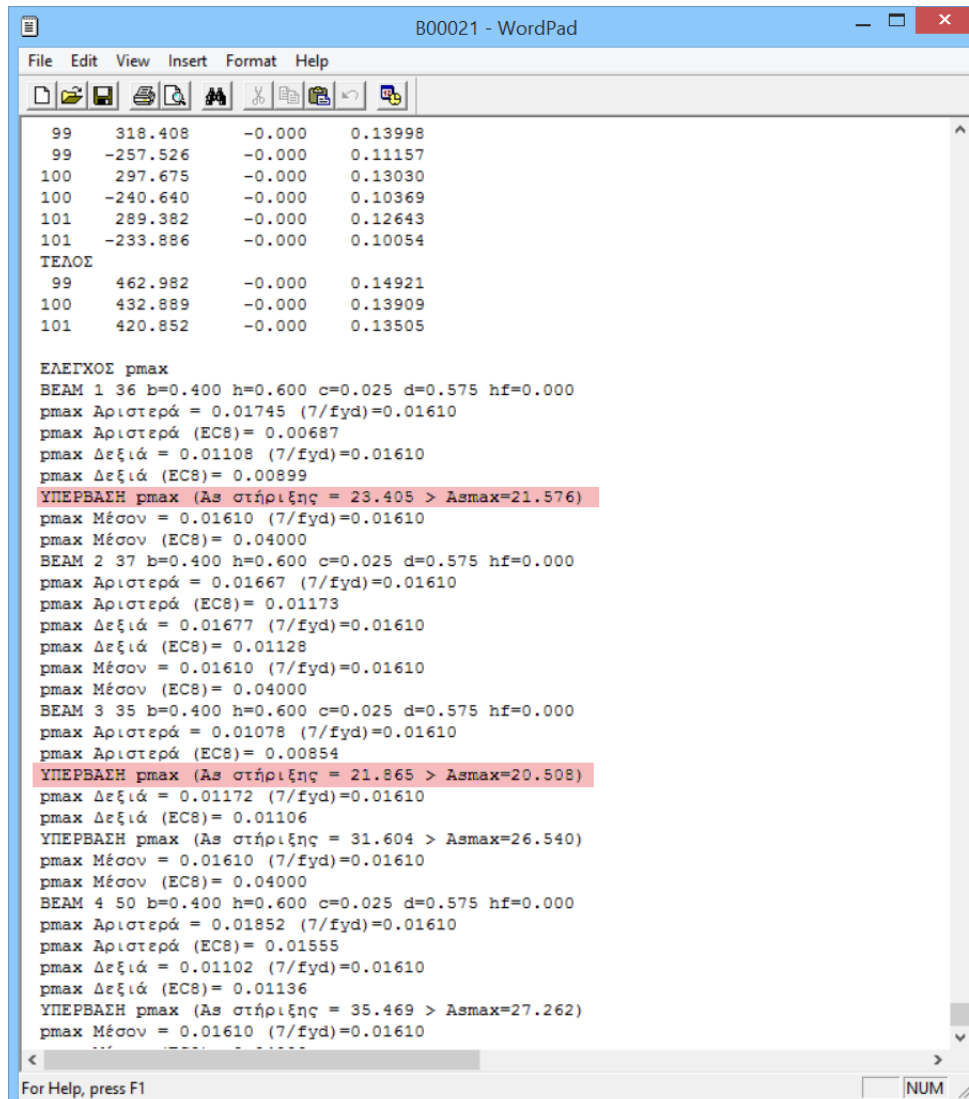 B00021 - WordPad
File Edit View Insert Format Help
99 318.408 -0.000 0.13998
99 -257.526 -0.000 0.11157
100 297.675 -0.000 0.13030
100 -240.640 -0.000 0.10369
101 289.382 -0.000 0.12643
101 -233.886 -0.000 0.10054
ΤΕΛΟΣ
99 462.982 -0.000 0.14921
100 432.889 -0.000 0.13909
101 420.852 -0.000 0.13505
ΕΛΕΓΧΟΣ pmax
BEAM 1 36 b=0.400 h=0.600 c=0.025 d=0.575 hf=0.000
pmax Αριστερά = 0.01745 (7/fyd)=0.01610
pmax Αριστερά (EC8)= 0.00687
pmax Δεξιά = 0.01108 (7/fyd)=0.01610
pmax Δεξιά (EC8)= 0.00899
ΥΠΕΡΒΑΣΗ pmax (As στήριξης = 23.405 > Asmax=21.576)
pmax Μέσον = 0.01610 (7/fyd)=0.01610
pmax Μέσον (EC8)= 0.04000
BEAM 2 37 b=0.400 h=0.600 c=0.025 d=0.575 hf=0.000
pmax Αριστερά = 0.01667 (7/fyd)=0.01610
pmax Αριστερά (EC8)= 0.01173
pmax Δεξιά = 0.01677 (7/fyd)=0.01610
pmax Δεξιά (EC8)= 0.01128
pmax Μέσον = 0.01610 (7/fyd)=0.01610
pmax Μέσον (EC8)= 0.04000
BEAM 3 35 b=0.400 h=0.600 c=0.025 d=0.575 hf=0.000
pmax Αριστερά = 0.01078 (7/fyd)=0.01610
pmax Αριστερά (EC8)= 0.00854
ΥΠΕΡΒΑΣΗ pmax (As στήριξης = 21.865 > Asmax=20.508)
pmax Δεξιά = 0.01172 (7/fyd)=0.01610
pmax Δεξιά (EC8)= 0.01106
ΥΠΕΡΒΑΣΗ pmax (As στήριξης = 31.604 > Asmax=26.540)
pmax Μέσον = 0.01610 (7/fyd)=0.01610
pmax Μέσον (EC8)= 0.04000
BEAM 4 50 b=0.400 h=0.600 c=0.025 d=0.575 hf=0.000
pmax Αριστερά = 0.01852 (7/fyd)=0.01610
pmax Αριστερά (EC8)= 0.01555
pmax Δεξιά = 0.01102 (7/fyd)=0.01610
pmax Δεξιά (EC8)= 0.01136
ΥΠΕΡΒΑΣΗ pmax (As στήριξης = 35.469 > Asmax=27.262)
pmax Μέσον = 0.01610 (7/fyd)=0.01610
For Help, press F1
NUM